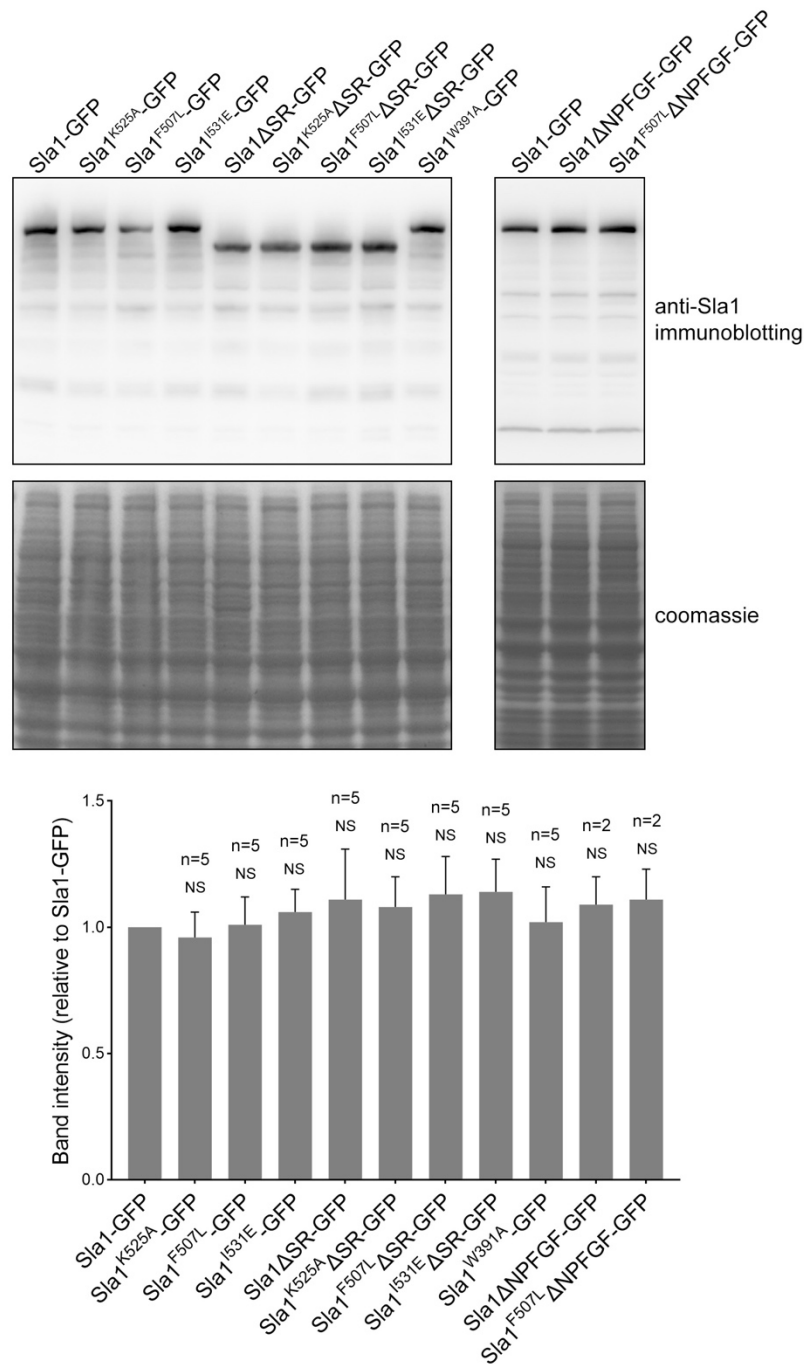 Sla1-GFP
Sla1K525A-GFP
Sla1F507L-GFP
Sla1I531E-GFP
Sla1ΔSR-GFP
Sla1K525AΔSR-GFP
Sla1F507LΔSR-GFP
Sla1I531EΔSR-GFP
Sla1W391A-GFP
Sla1-GFP
Sla1ΔNPFGF-GFP
Sla1F507LΔNPFGF-GFP
anti-Sla1
immunoblotting
coomassie
Band intensity (relative to Sla1-GFP)
1.5
1.0
0.5
0.0
n=5
NS
n=5
NS
n=5
NS
n=5
NS
n=5
NS
n=5
NS
n=5
NS
n=5
NS
n=2
NS
n=2
NS
Sla1-GFP
Sla1K525A-GFP
Sla1F507L-GFP
Sla1I531E-GFP
Sla1ΔSR-GFP
Sla1K525AΔSR-GFP
Sla1F507LΔSR-GFP
Sla1I531EΔSR-GFP
Sla1W391A-GFP
Sla1ΔNPFGF-GFP
Sla1F507LΔNPFGF-GFP